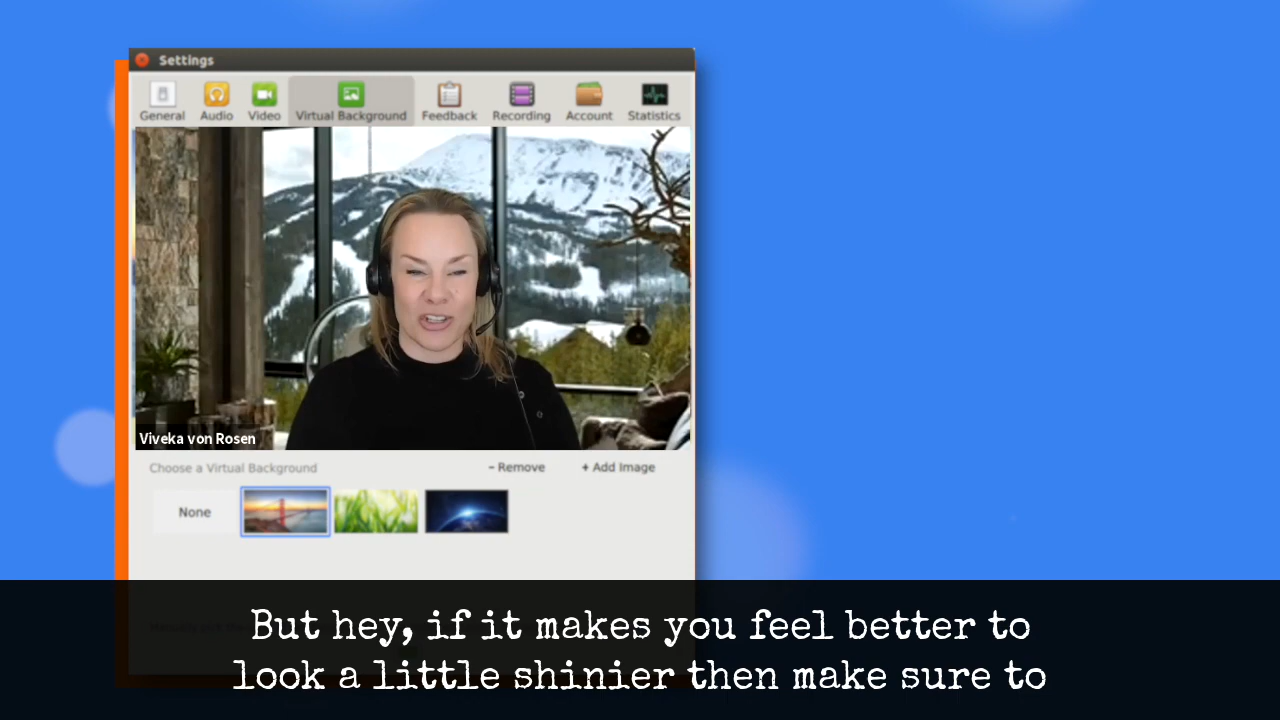 Settings
General Audio Video Virtual Background Feedback Recording Account Statistics
Viveka von Rosen
Choose a Virtual Background - Remove + Add Image
None
But hey, if it makes you feel better to
look a little shinier then make sure to